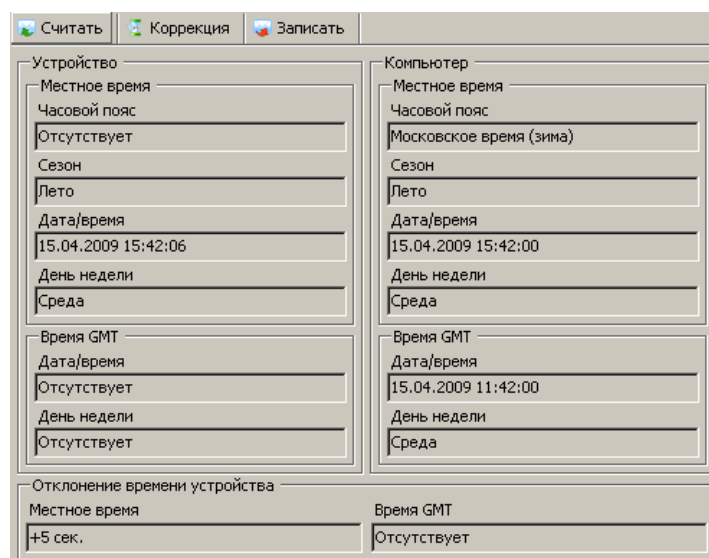 Считать Коррекция Записать
Устройство
Местное время
Часовой пояс
Отсутствует
Сезон
Лето
Дата/время
15.04.2009 15:42:06
День недели
Среда
Время GMT
Дата/время
Отсутствует
День недели
Отсутствует
Компьютер
Местное время
Часовой пояс
Московское время (зима)
Сезон
Лето
Дата/время
15.04.2009 15:42:00
День недели
Среда
Время GMT
Дата/время
15.04.2009 11:42:00
День недели
Среда
Отклонение времени устройства
Местное время
+5 сек.
Время GMT
Отсутствует